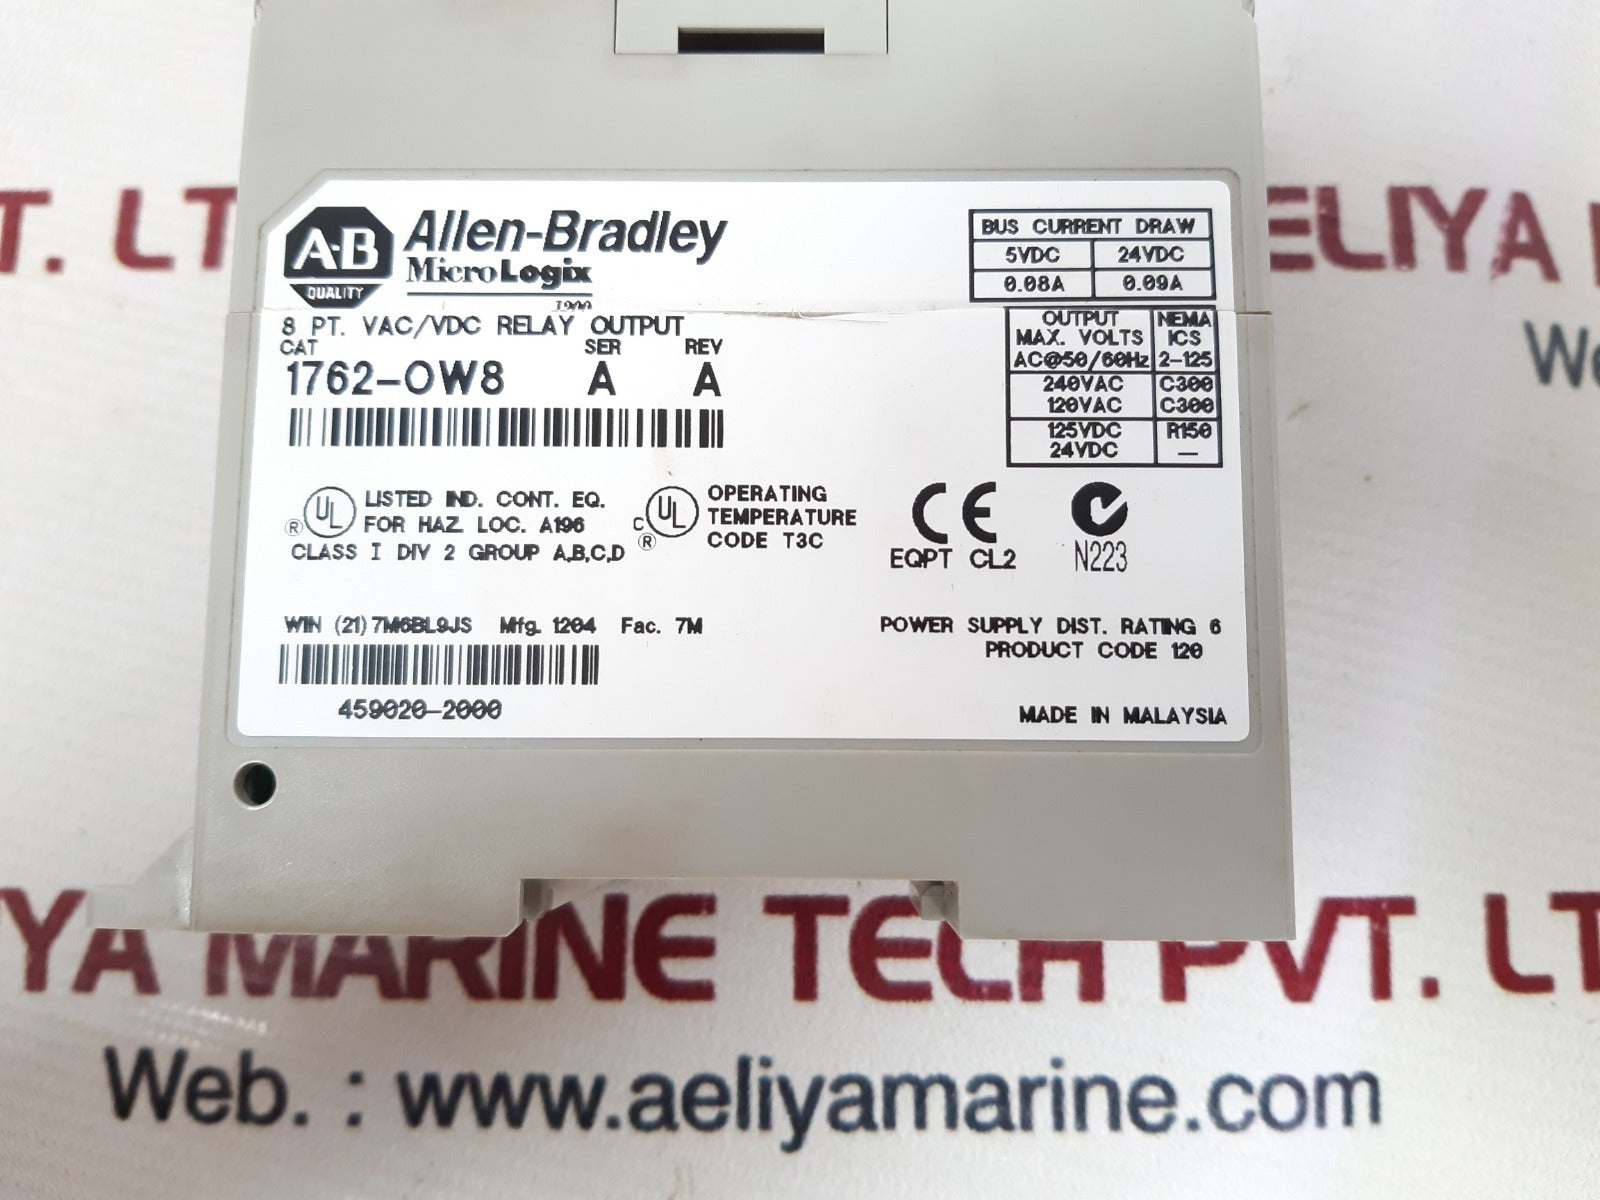 T. LT
ELIYA
We
A-B
QUALITY
Allen-Bradley
MicroLogix
1200
BUS CURRENT DRAW
5VDC 24VDC
0.08A 0.09A
8 PT. VAC/VDC RELAY OUTPUT
CAT SER REV
1762-OW8 A A
OUTPUT MAX. VOLTS AC@50/60Hz NEMA ICS 2-125
240VAC C300
120VAC C300
125VDC R150
24VDC —
UL ® LISTED IND. CONT. EQ.
FOR HAZ. LOC. A196
CLASS I DIV 2 GROUP A,B,C,D
C UL ® OPERATING
TEMPERATURE
CODE T3C
CE
EQPT CL2
N223
WIN (21) 7M6BL9JS Mfg. 1204 Fac. 7M
459020-2000
POWER SUPPLY DIST. RATING 6
PRODUCT CODE 120
MADE IN MALAYSIA
YA MARINE TECH PVT. LT
Web. : www.aeliyamarine.com